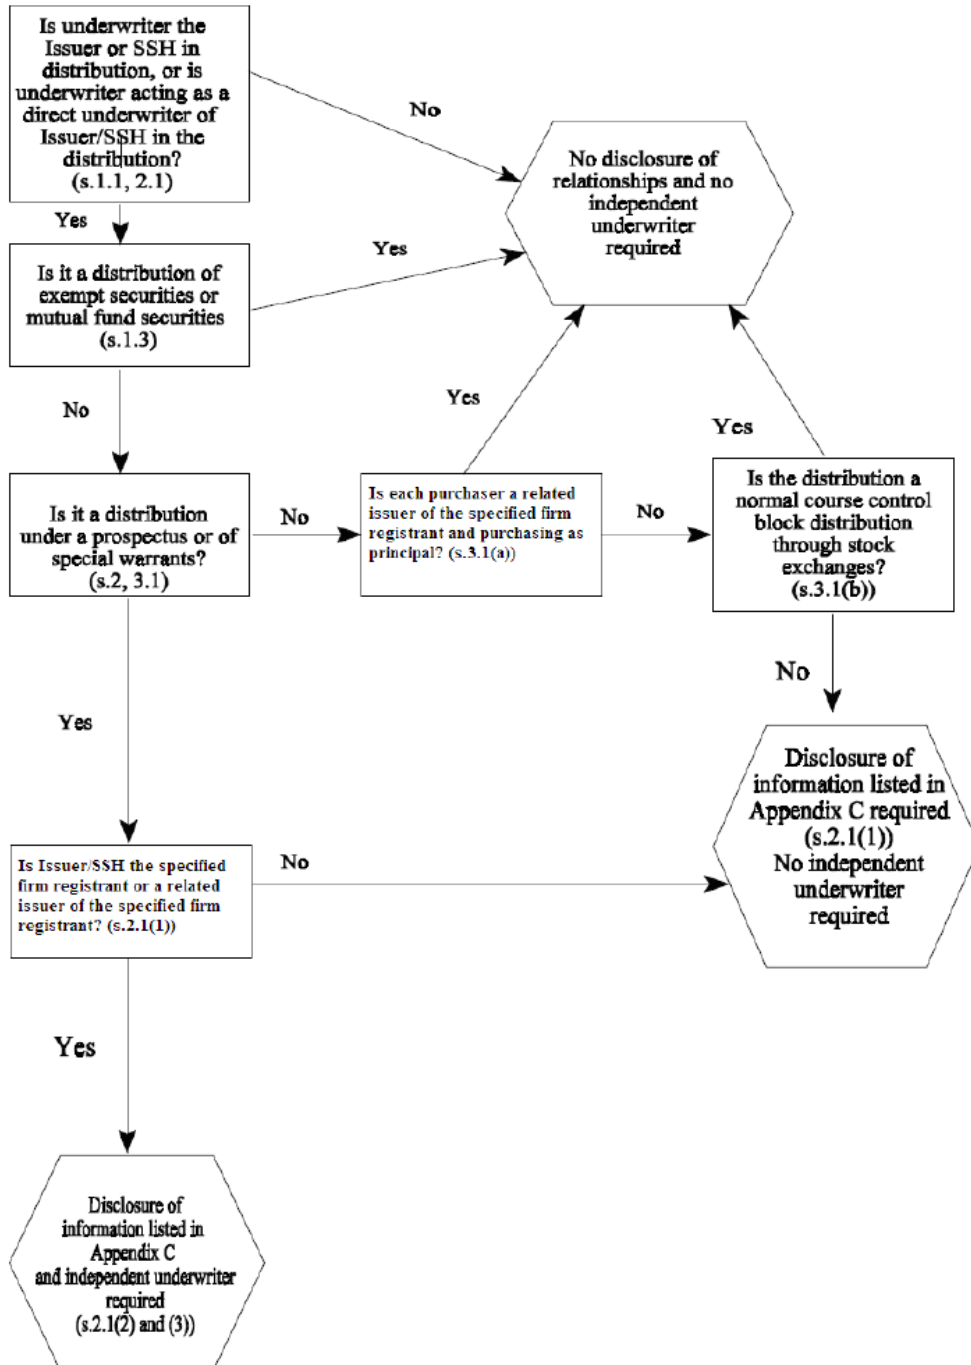 Is underwriter the
Issuer or SSH in
distribution, or is
underwriter acting as a
direct underwriter of
Issuer/SSH in the
distribution?
(s.1.1, 2.1)
No
No disclosure of
relationships and no
independent
underwriter
required
Yes
Yes
Is it a distribution of
exempt securities or
mutual fund securities
(s.1.3)
No
Yes
Yes
Is it a distribution
under a prospectus or of
special warrants?
(s.2, 3.1)
No
Is each purchaser a related
issuer of the specified firm
registrant and purchasing as
principal? (s.3.1(a))
No
Is the distribution a
normal course control
block distribution
through stock
exchanges?
(s.3.1(b))
No
Yes
Disclosure of
information listed in
Appendix C required
(s.2.1(1))
No independent
underwriter
required
Is Issuer/SSH the specified
firm registrant or a related
issuer of the specified firm
registrant? (s.2.1(1))
No
Yes
Disclosure of
information listed in
Appendix C
and independent underwriter
required
(s.2.1(2) and (3))